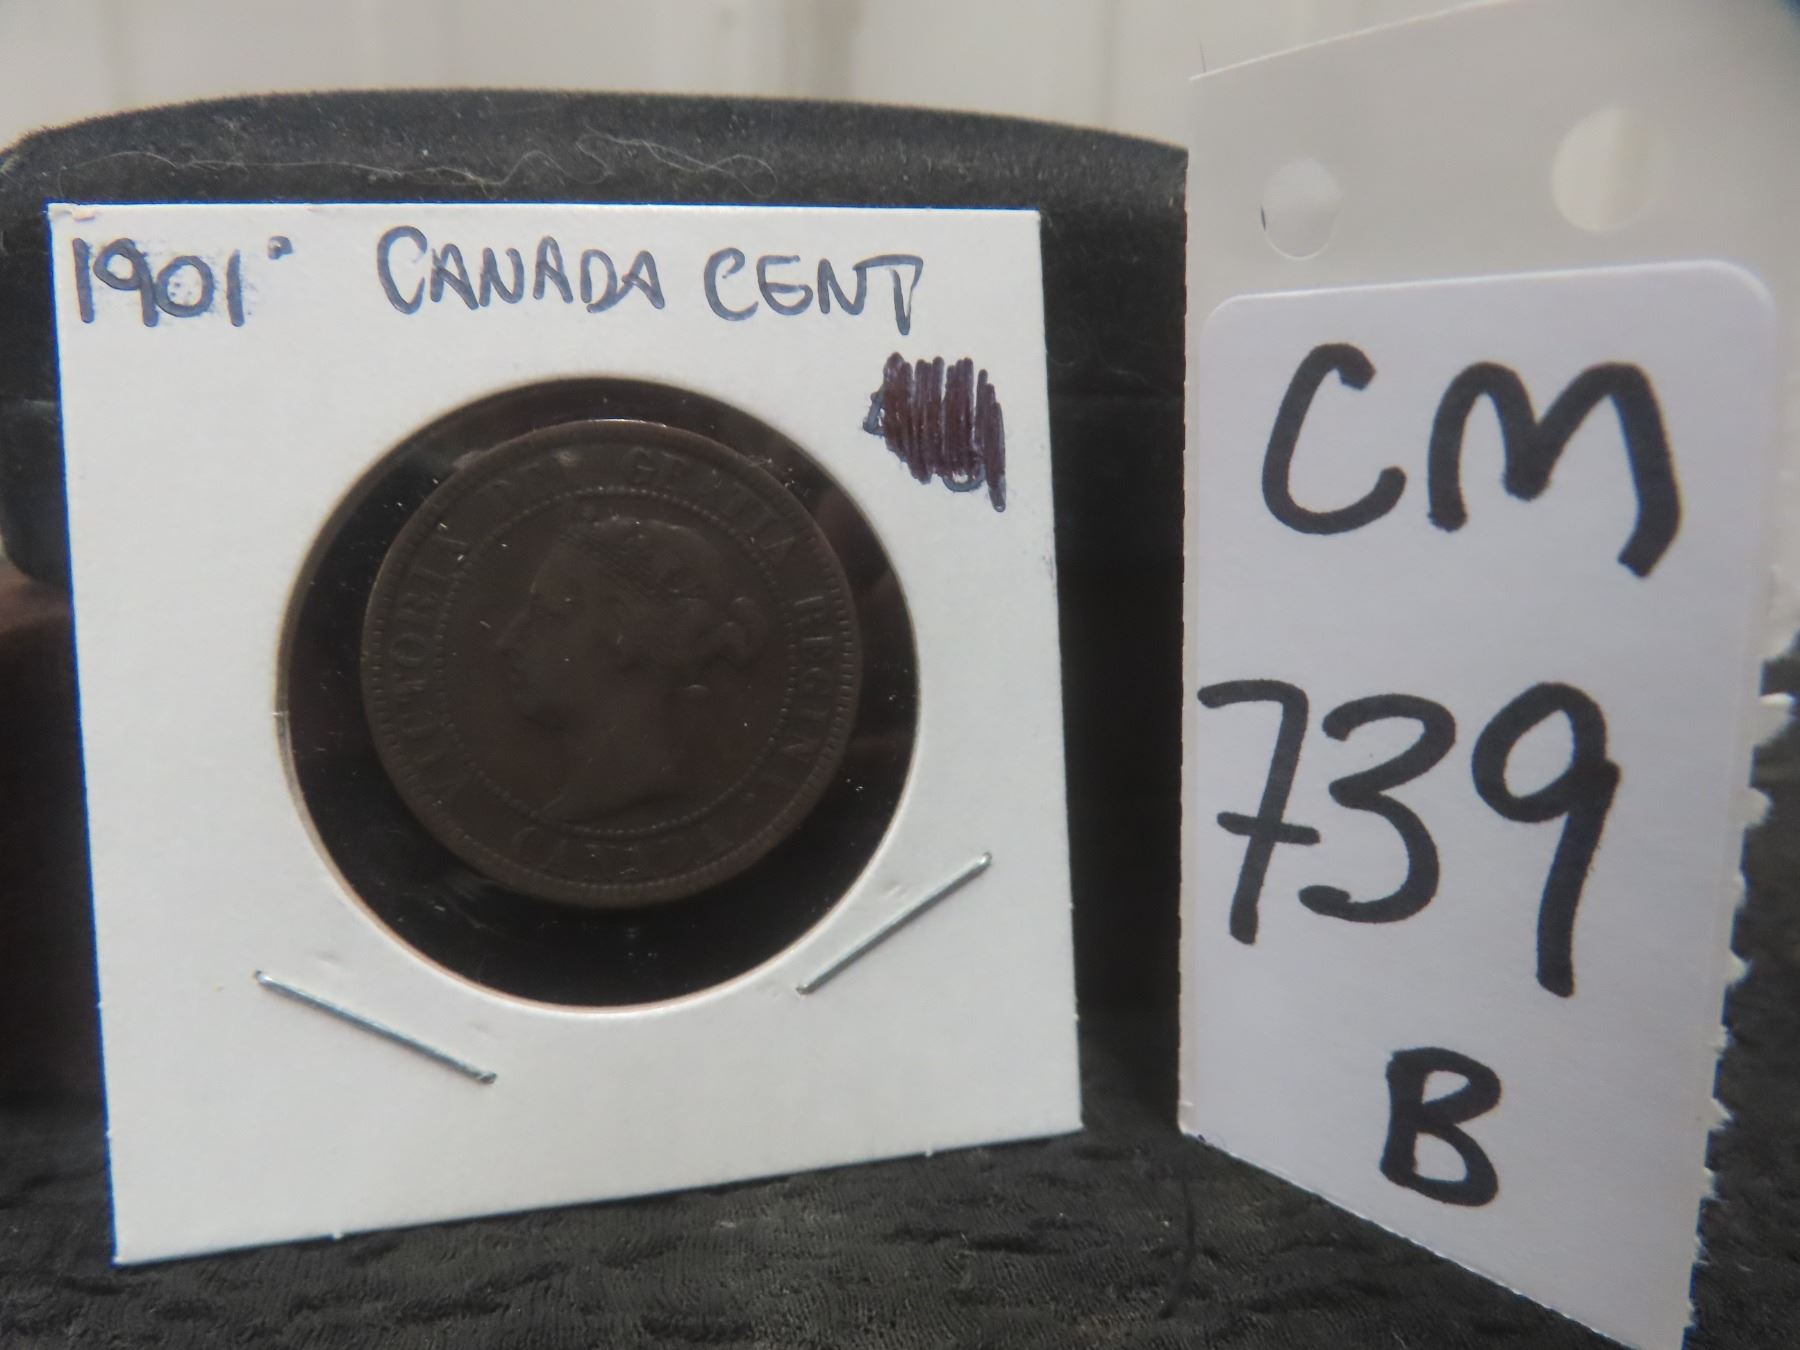 1901 CANADA CENT
VICTORIA DEI GRATIA REGINA.
CANADA
CM
739
B